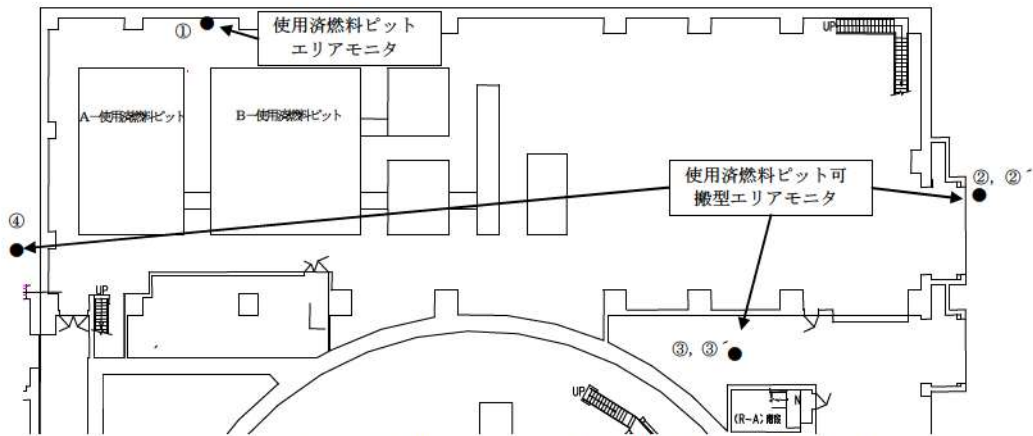 ①
使用済燃料ピット
エリアモニタ
UP
A－使用済燃料ピット
B－使用済燃料ピット
使用済燃料ピット可
搬型エリアモニタ
②, ②´
④
UP
③, ③´
UP
N
(R-A)階段